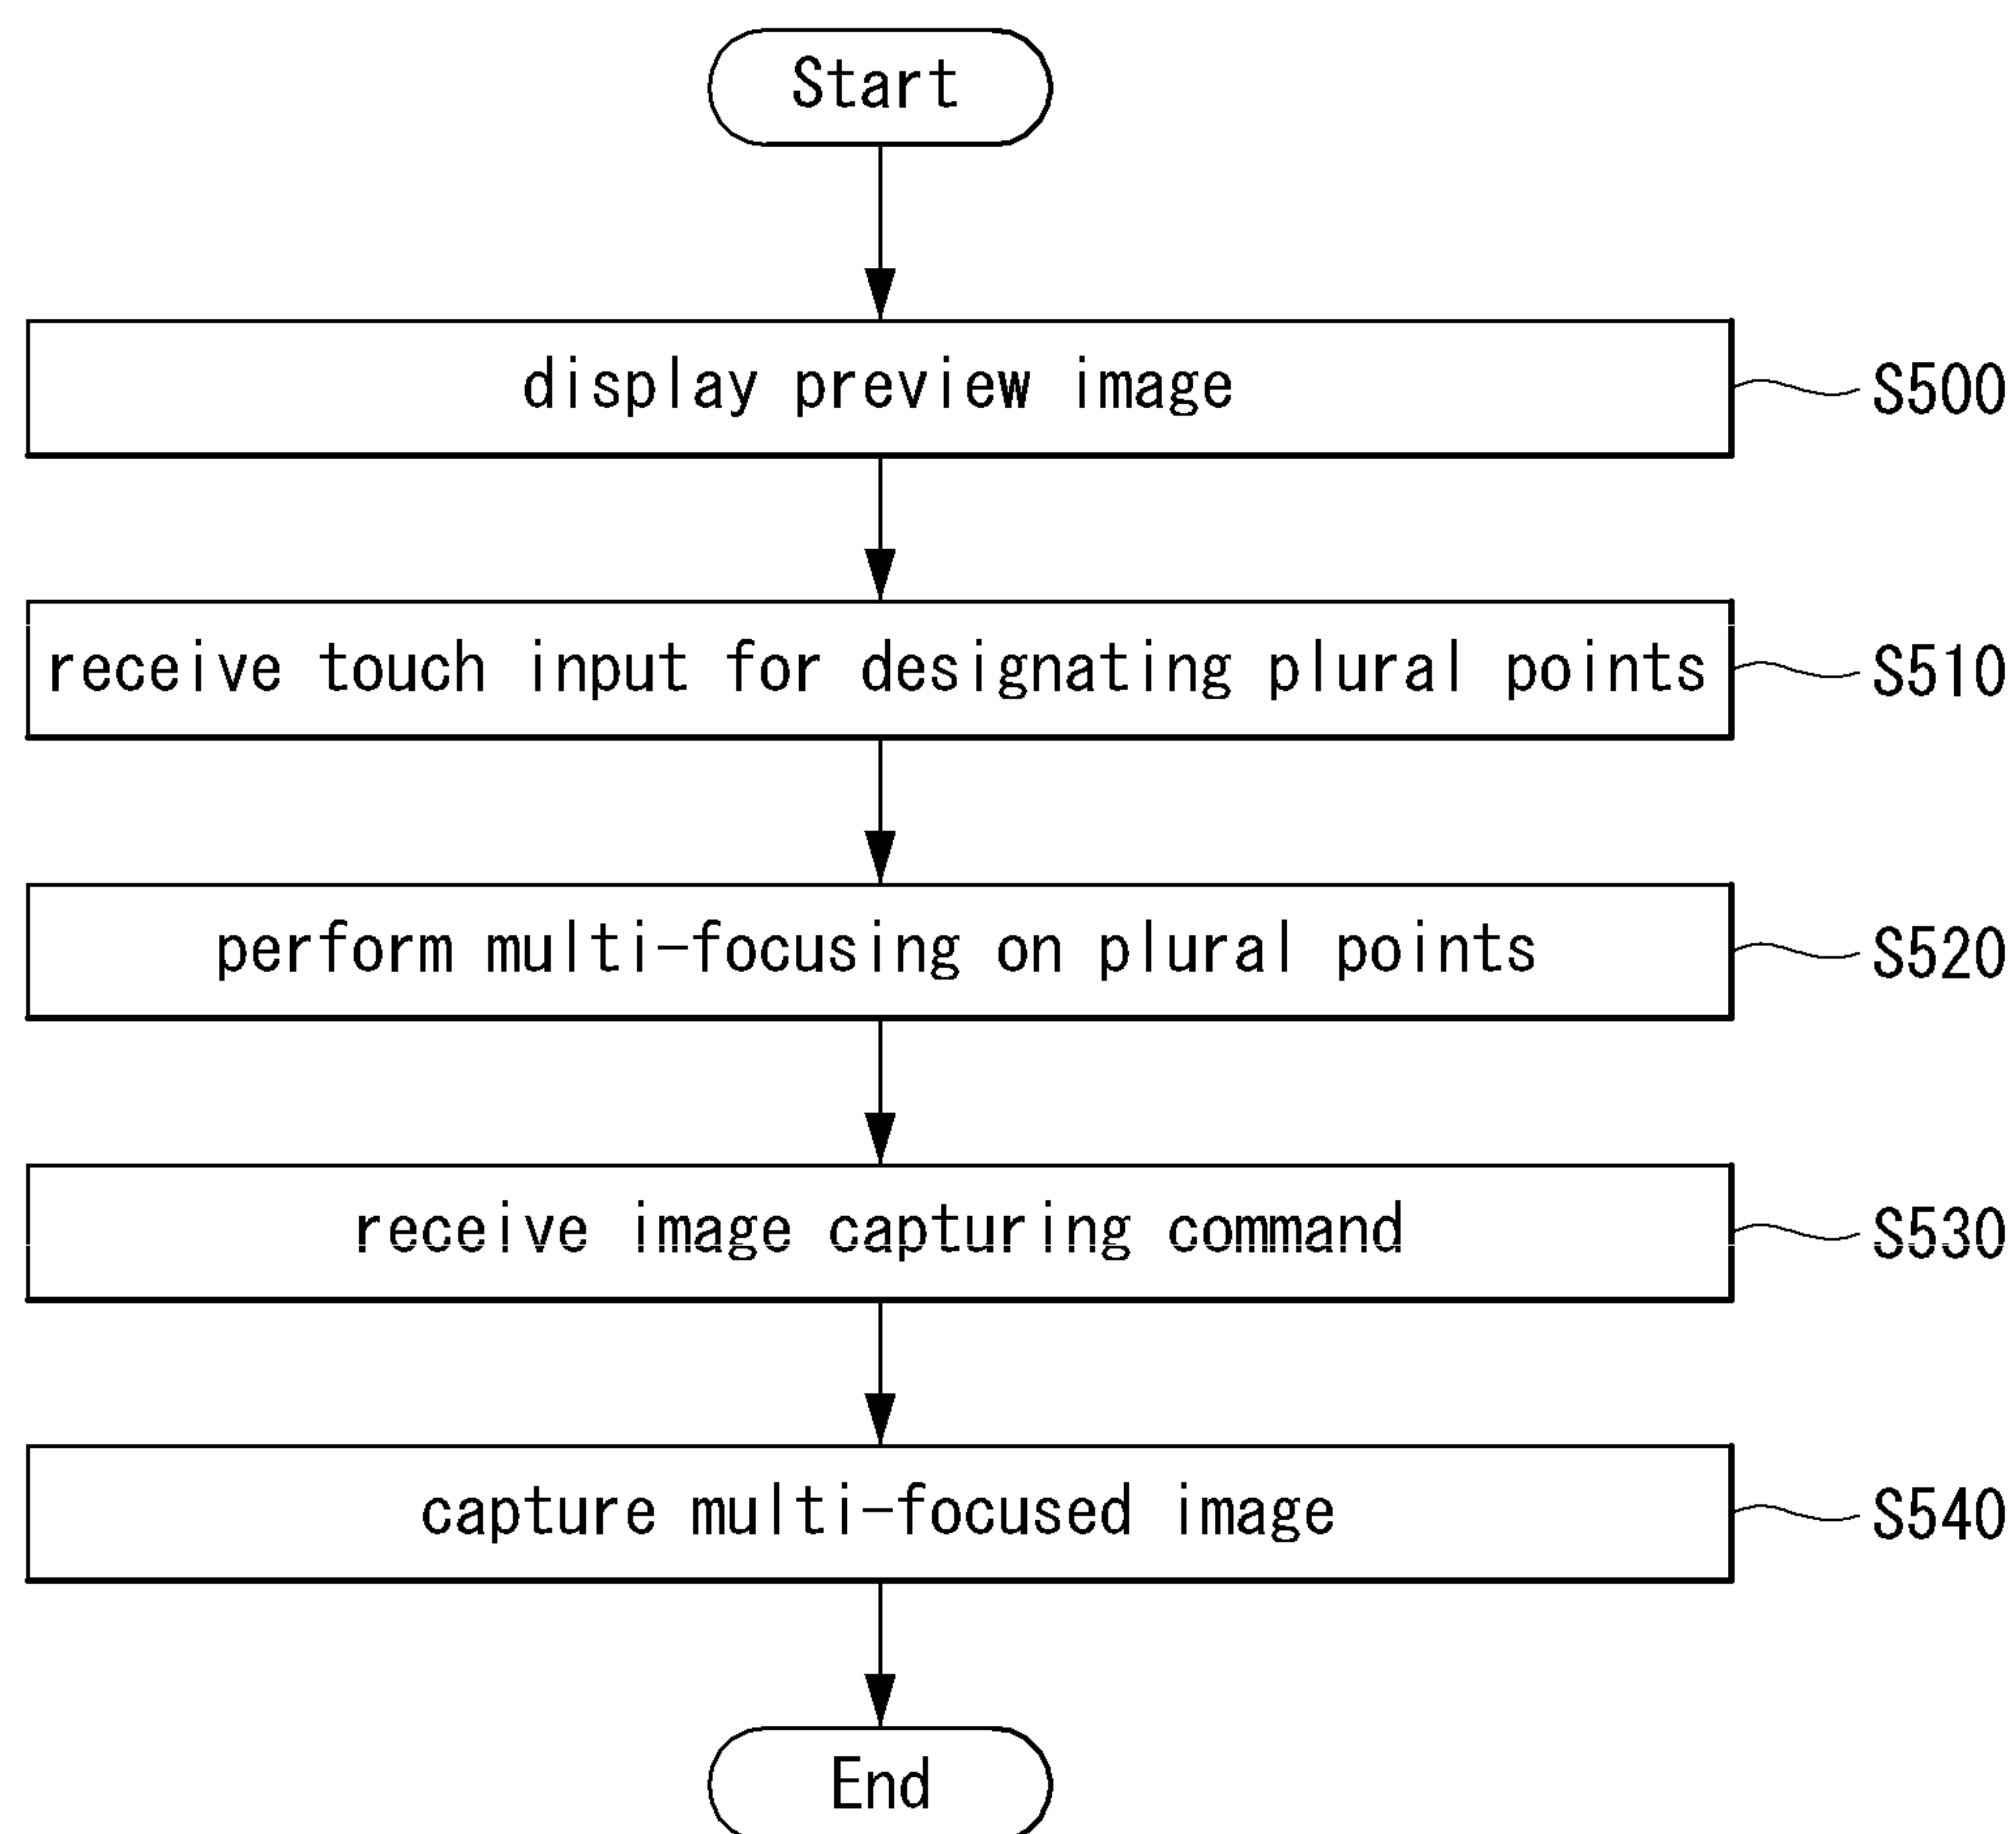 Start
display preview image S500
receive touch input for designating plural points S510
perform multi-focusing on plural points S520
receive image capturing command S530
capture multi-focused image S540
End